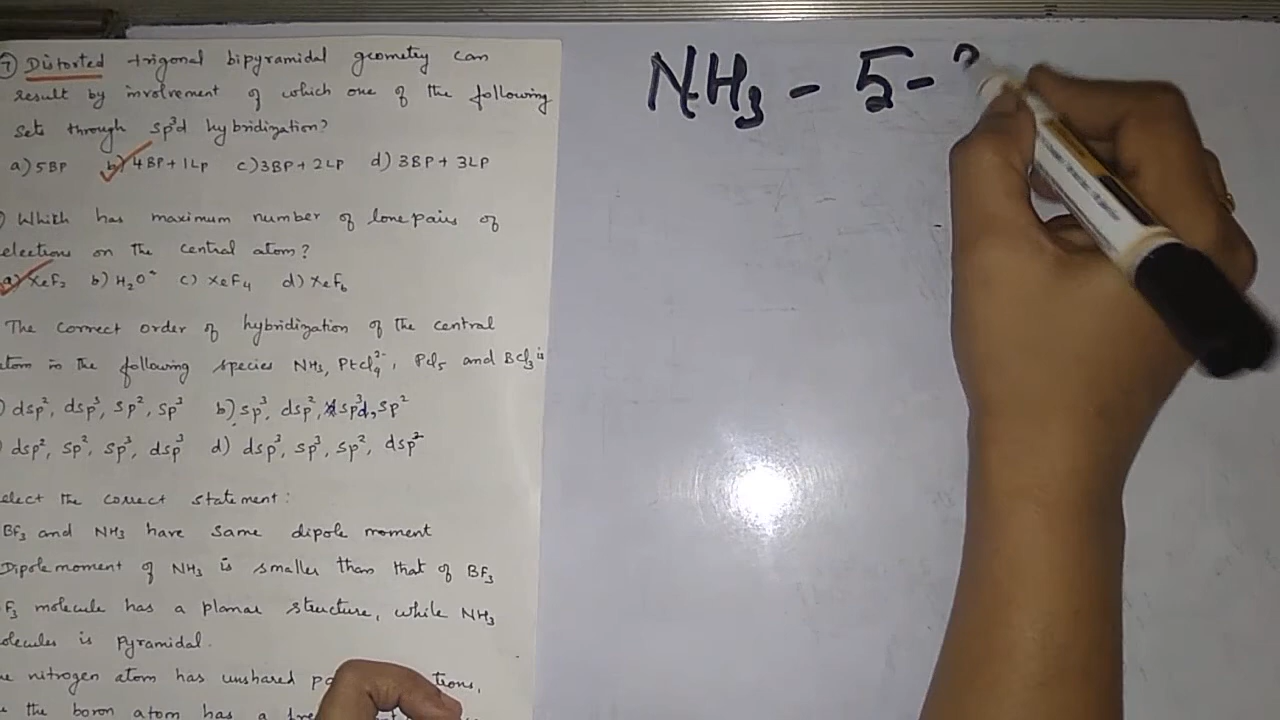 7) Distorted trigonal bipyramidal geometry can
result by involvement of which one of the following
sets through sp³d hybridization?
a) 5BP b) 4BP + 1LP c) 3BP + 2LP d) 3BP + 3LP
) Which has maximum number of lone pairs of
electrons on the central atom?
a) XeF₂ b) H₂O c) XeF₄ d) XeF₆
The correct order of hybridization of the central
atom in the following species NH₃, PtCl₄²⁻, PCl₅ and BCl₃ is
) dsp², dsp³, sp², sp³ b) sp³, dsp², sp³d, sp²
) dsp², sp², sp³, dsp³ d) dsp³, sp³, sp², dsp²
elect the correct statement:
BF₃ and NH₃ have same dipole moment
Dipole moment of NH₃ is smaller than that of BF₃
F₃ molecule has a planar structure, while NH₃
olecules is pyramidal.
e nitrogen atom has unshared tions,
the boron atom has a
NH₃ - 5 -